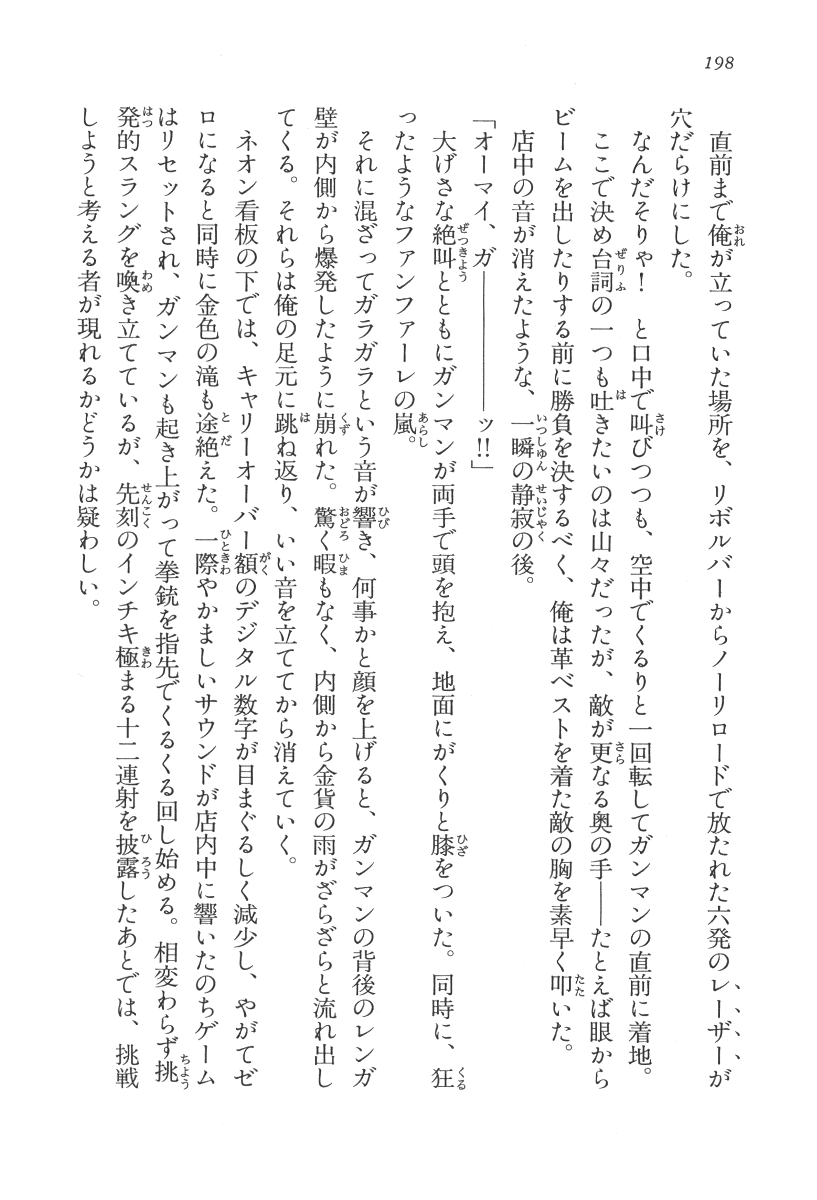 198
直前まで俺が立っていた場所を、リボルバーからノーリロードで放たれた六発のレーザーが
穴だらけにした。
なんだそりゃ！　と口中で叫びつつも、空中でくるりと一回転してガンマンの直前に着地。
ここで決め台詞の一つも吐きたいのは山々だったが、敵が更なる奥の手――たとえば眼から
ビームを出したりする前に勝負を決するべく、俺は革ベストを着た敵の胸を素早く叩いた。
店中の音が消えたような、一瞬の静寂の後。
「オーマイ、ガ――――――ッ!!」
大げさな絶叫とともにガンマンが両手で頭を抱え、地面にがくりと膝をついた。同時に、狂
ったようなファンファーレの嵐。
それに混ざってガラガラという音が響き、何事かと顔を上げると、ガンマンの背後のレンガ
壁が内側から爆発したように崩れた。驚く暇もなく、内側から金貨の雨がざらざらと流れ出し
てくる。それらは俺の足元に跳ね返り、いい音を立ててから消えていく。
ネオン看板の下では、キャリーオーバー額のデジタル数字が目まぐるしく減少し、やがてゼ
ロになると同時に金色の滝も途絶えた。一際やかましいサウンドが店内中に響いたのちゲーム
はリセットされ、ガンマンも起き上がって拳銃を指先でくるくる回し始める。相変わらず挑
発的スラングを喚き立てているが、先刻のインチキ極まる十二連射を披露したあとでは、挑戦
しようと考える者が現れるかどうかは疑わしい。